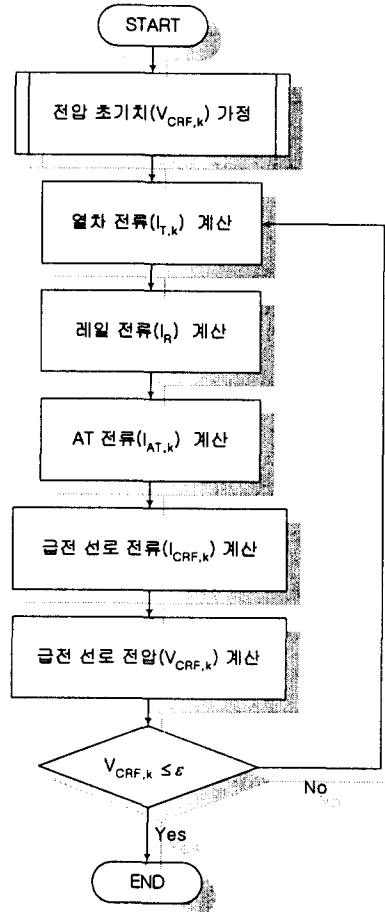 START
전압 초기치(V_CRF,k) 가정
열차 전류(I_T,k) 계산
레일 전류(I_R) 계산
AT 전류(I_AT,k) 계산
급전 선로 전류(I_CRF,k) 계산
급전 선로 전압(V_CRF,k) 계산
V_CRF,k ≤ ε
No
Yes
END